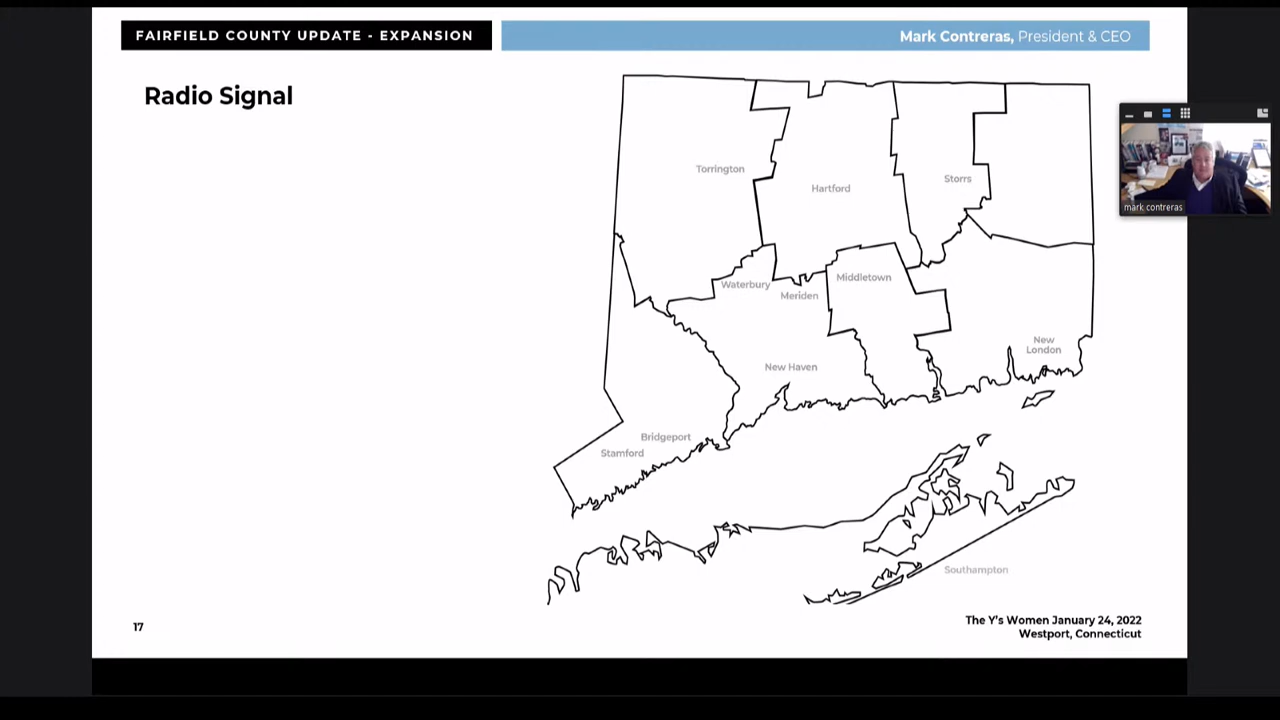 FAIRFIELD COUNTY UPDATE - EXPANSION
Mark Contreras, President & CEO
Radio Signal
Torrington
Hartford
Storrs
mark contreras
Waterbury
Meriden
Middletown
New
London
New Haven
Bridgeport
Stamford
Southampton
17
The Y's Women January 24, 2022
Westport, Connecticut